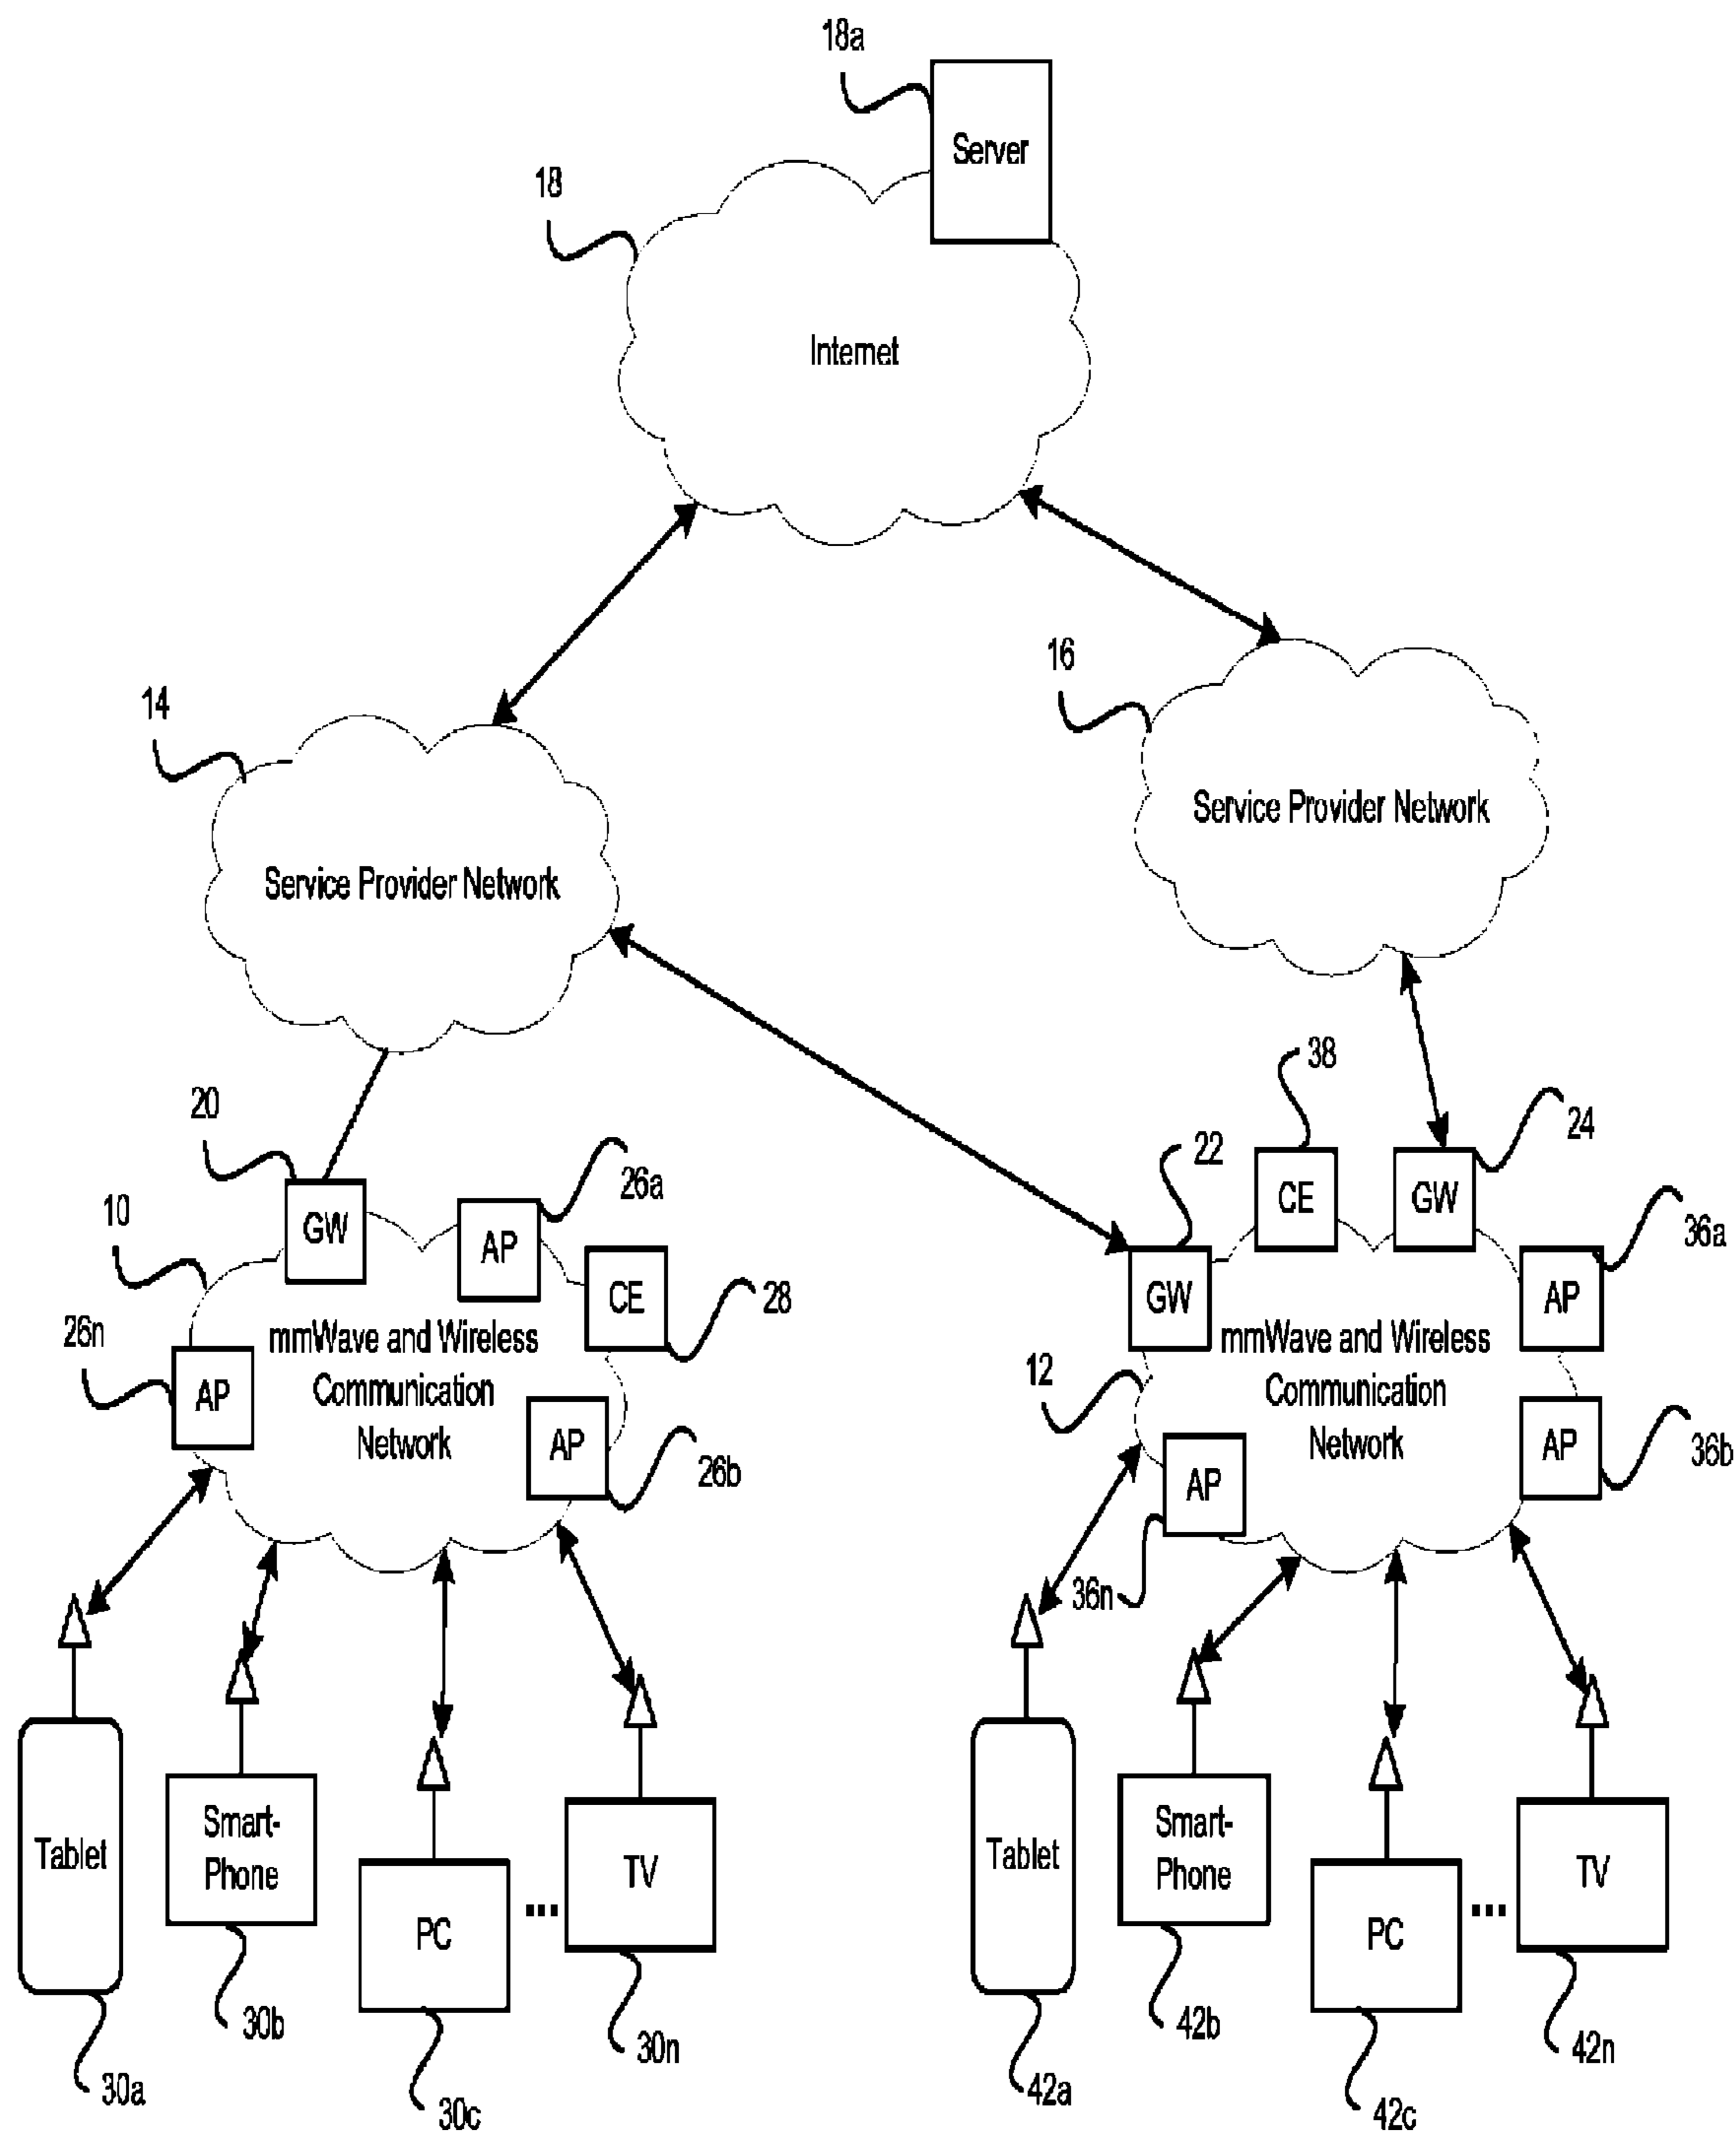 18a
Server
18
Internet
16
14
Service Provider Network
Service Provider Network
38
20
24
22
26a
CE
GW
36a
10
GW
AP
CE
28
GW
AP
26n
mmWave and Wireless
Communication
Network
12
mmWave and Wireless
Communication
Network
AP
AP
26b
AP
36b
AP
36n
Tablet
Smart-
Phone
PC
...
TV
Tablet
Smart-
Phone
PC
...
TV
30a
30b
30c
30n
42a
42b
42c
42n